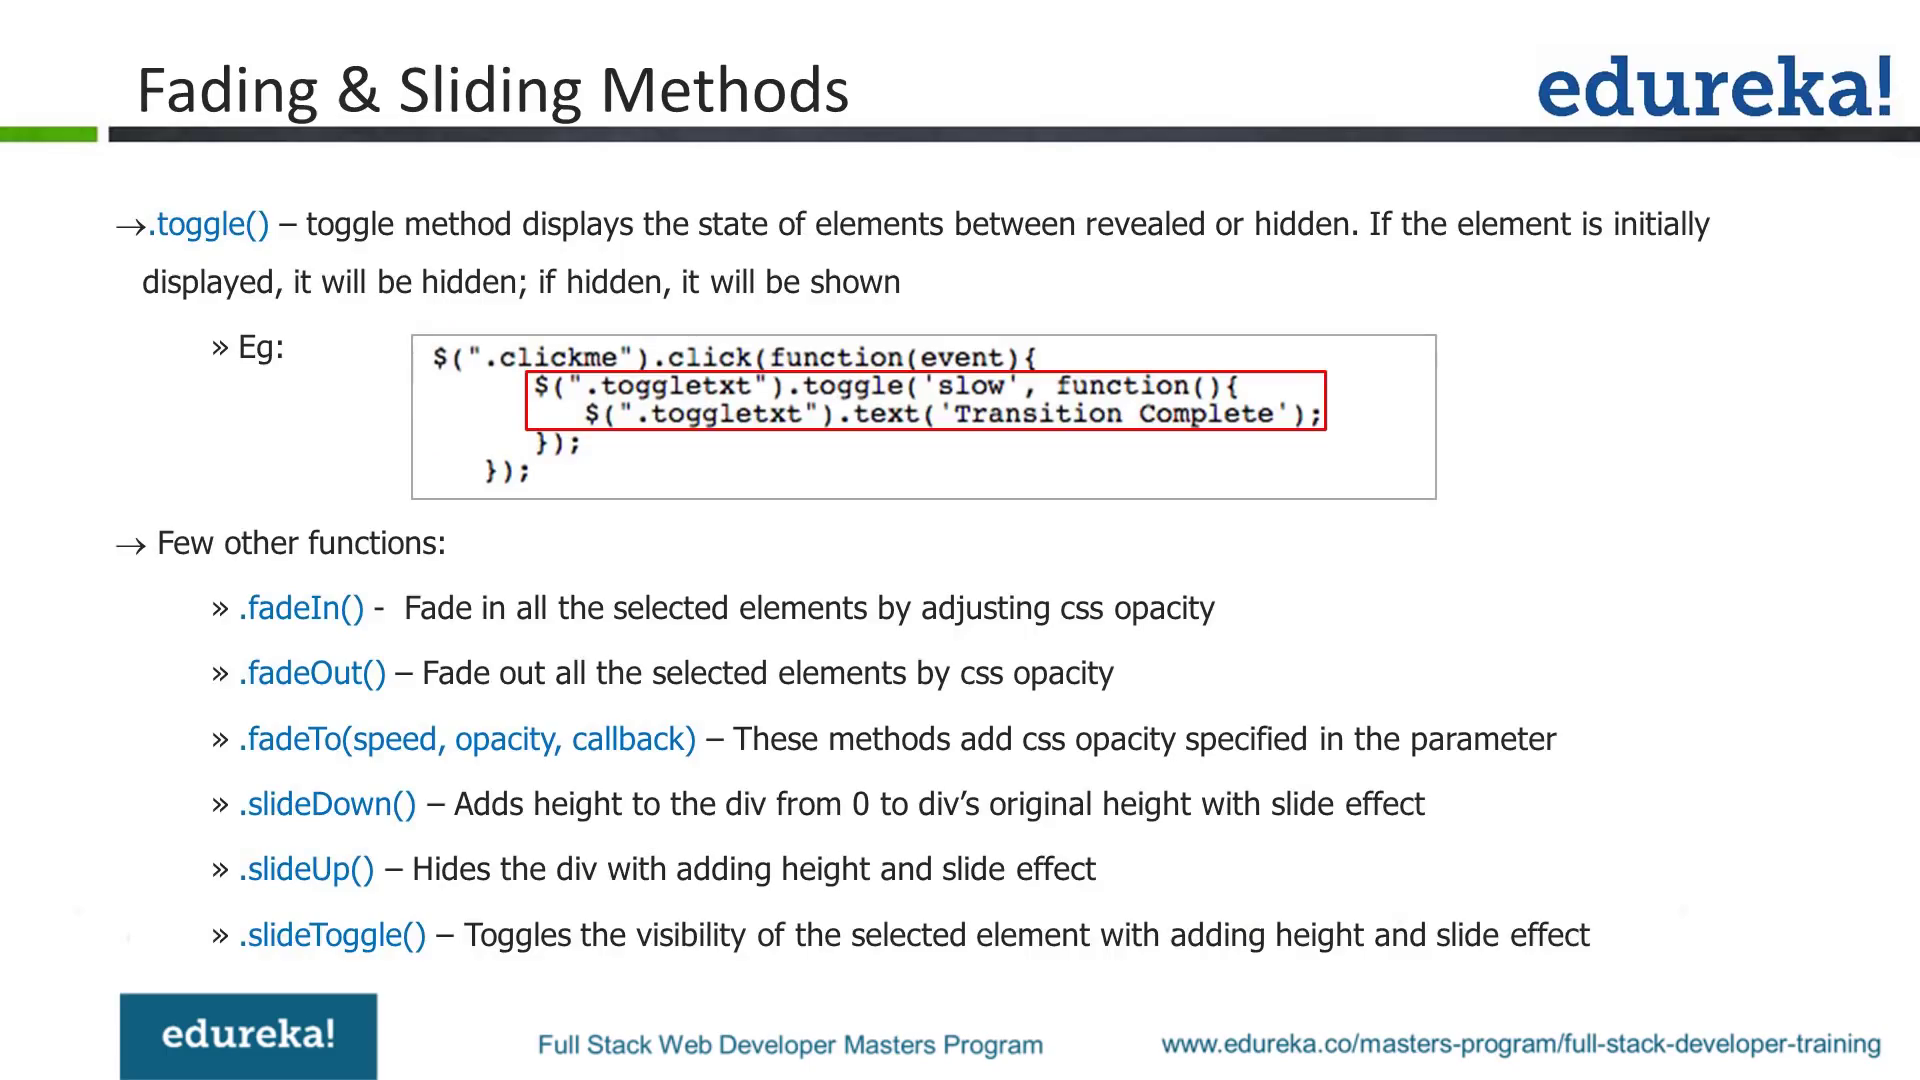 Fading & Sliding Methods
edureka!
→.toggle() – toggle method displays the state of elements between revealed or hidden. If the element is initially
displayed, it will be hidden; if hidden, it will be shown
» Eg:
$(".clickme").click(function(event){
$(".toggletxt").toggle('slow', function(){
$(".toggletxt").text('Transition Complete');
});
});
→ Few other functions:
» .fadeIn() - Fade in all the selected elements by adjusting css opacity
» .fadeOut() – Fade out all the selected elements by css opacity
» .fadeTo(speed, opacity, callback) – These methods add css opacity specified in the parameter
» .slideDown() – Adds height to the div from 0 to div’s original height with slide effect
» .slideUp() – Hides the div with adding height and slide effect
» .slideToggle() – Toggles the visibility of the selected element with adding height and slide effect
edureka!
Full Stack Web Developer Masters Program
www.edureka.co/masters-program/full-stack-developer-training